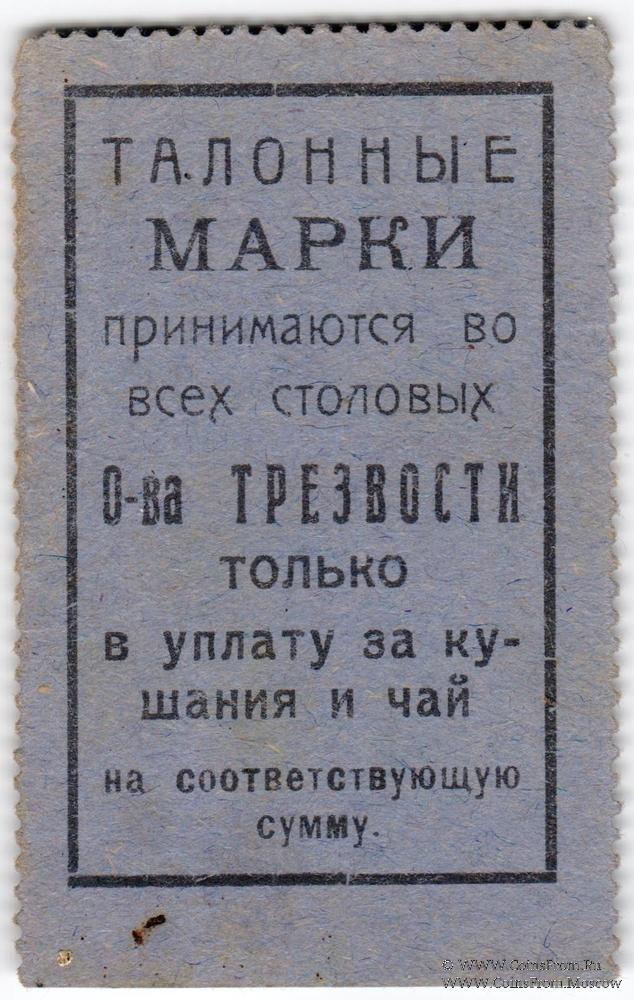 ТАЛОННЫЕ
МАРКИ
принимаются во
всех столовых
О-ва ТРЕЗВОСТИ
только
в уплату за ку-
шания и чай
на соответствующую
сумму.
© WWW.CoinsFrom.Ru
WWW.CoinsFrom.Moscow